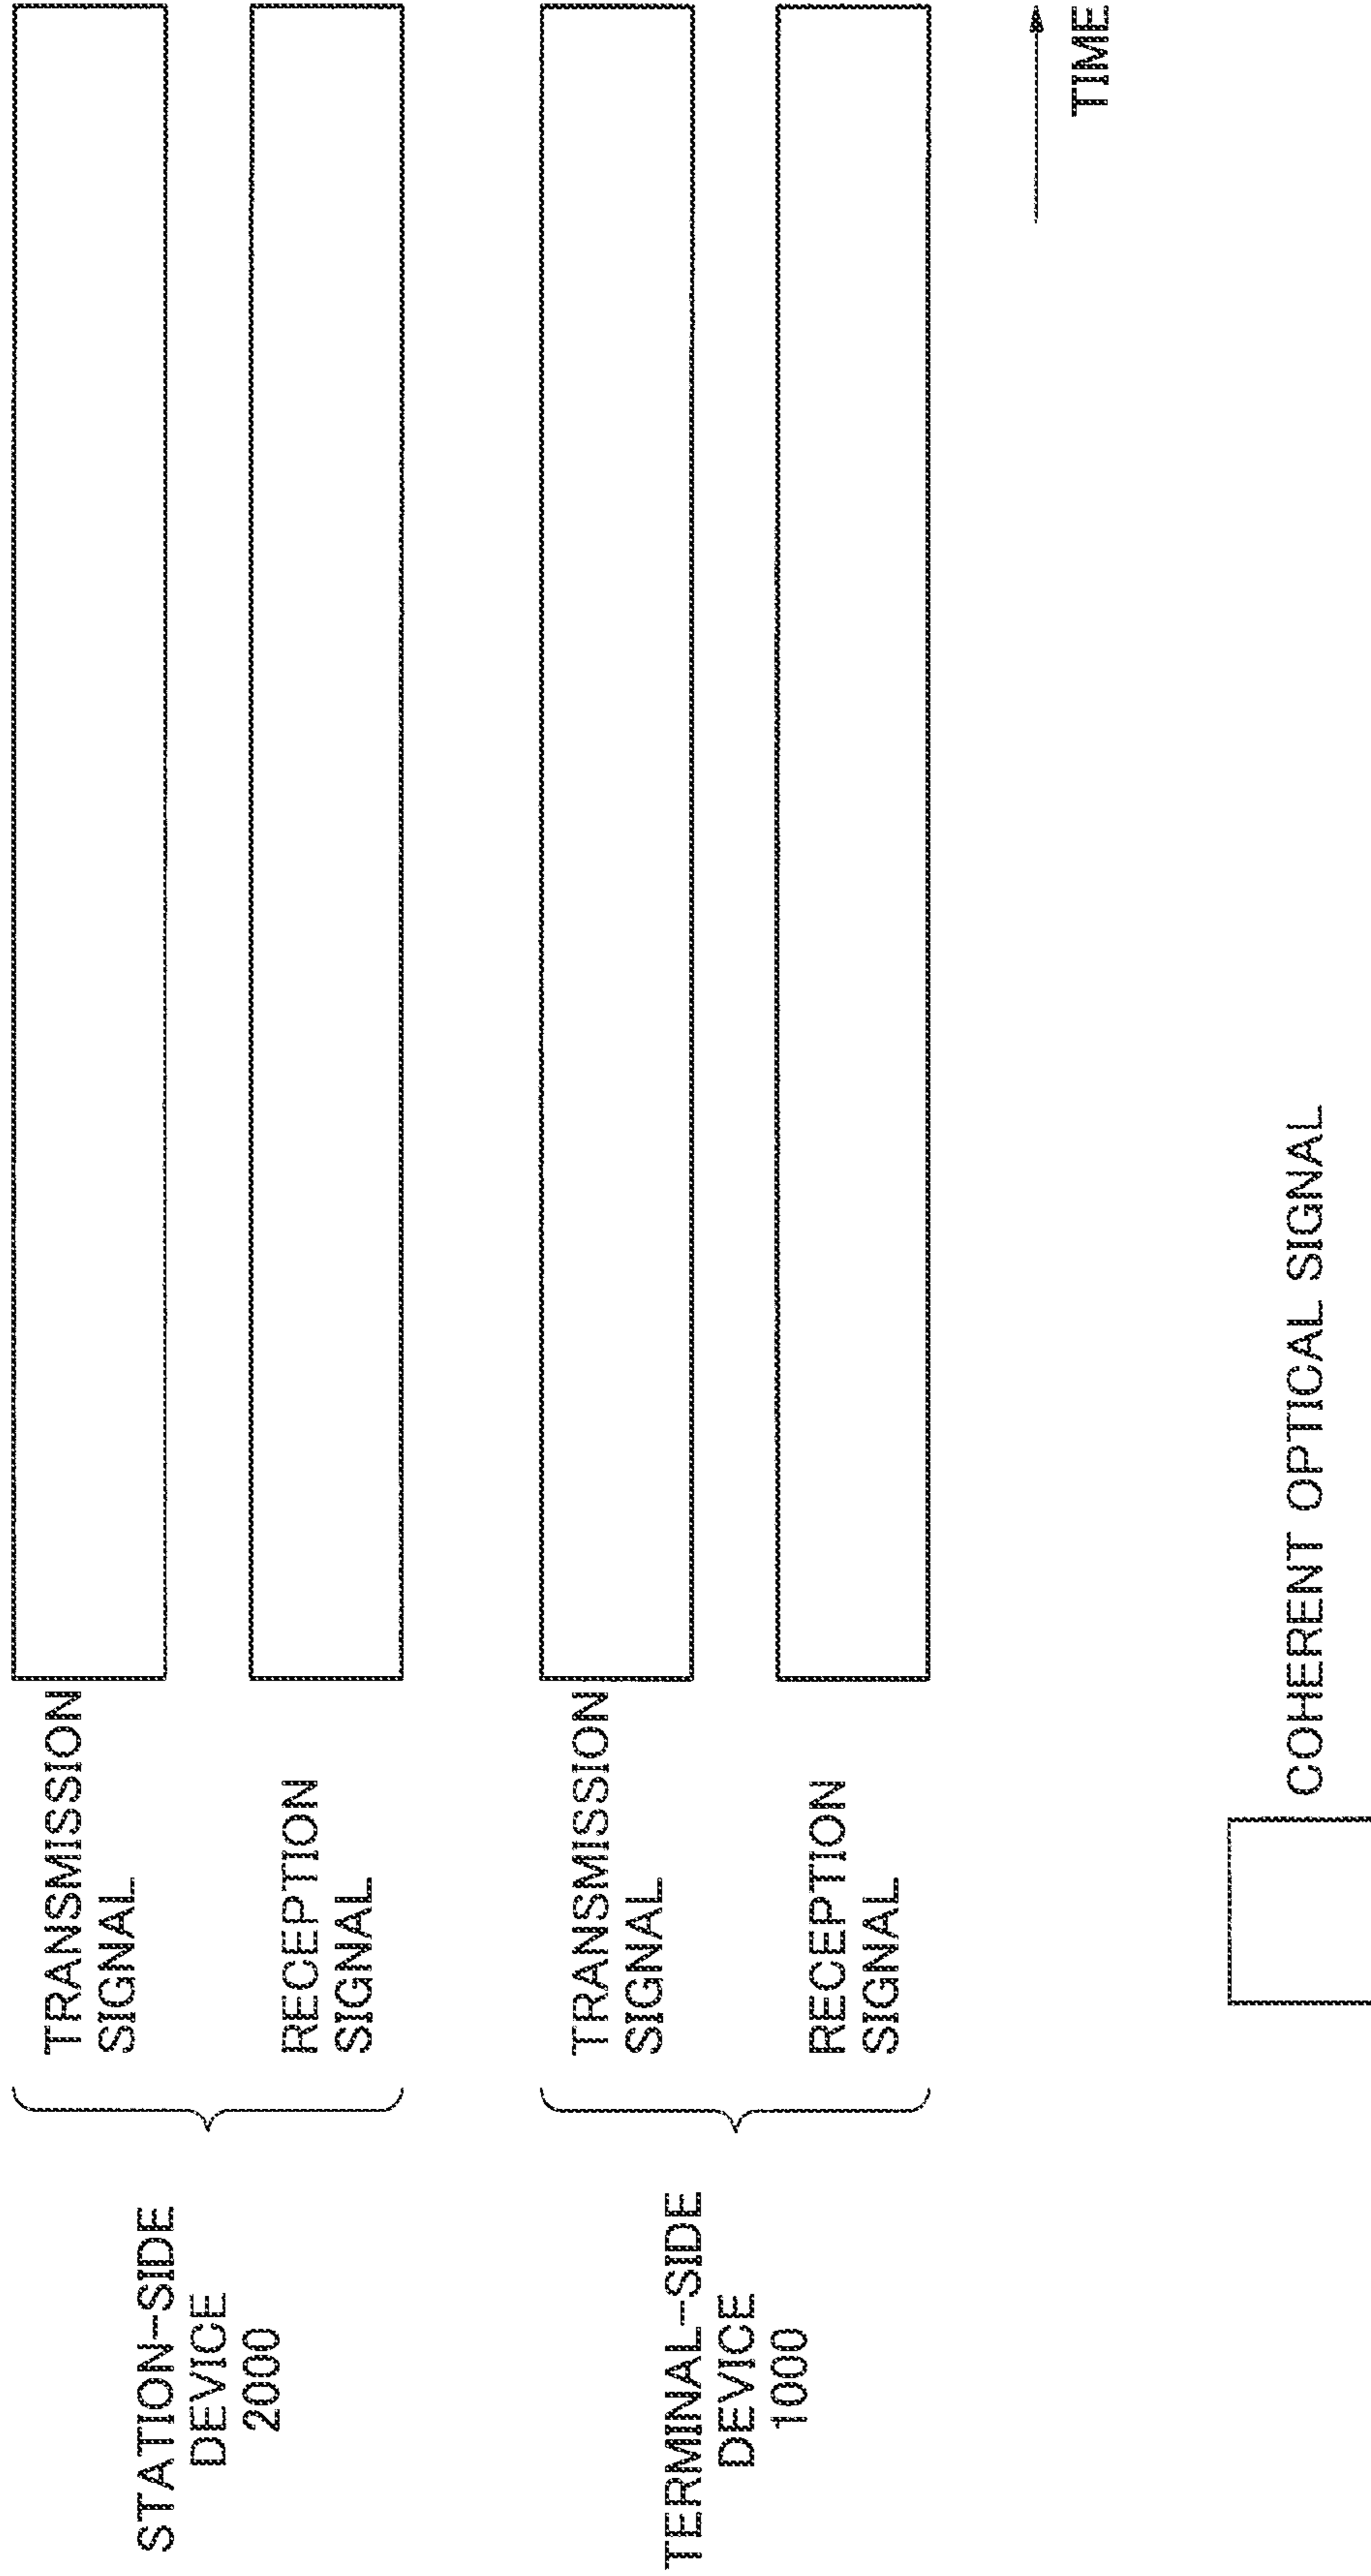 STATION-SIDE
DEVICE
2000
TRANSMISSION
SIGNAL
RECEPTION
SIGNAL
TERMINAL-SIDE
DEVICE
1000
TRANSMISSION
SIGNAL
RECEPTION
SIGNAL
TIME
COHERENT OPTICAL SIGNAL